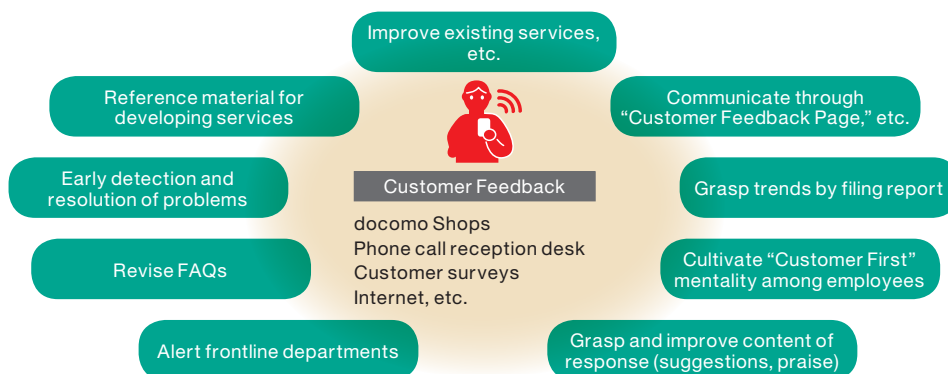 Improve existing services,
etc.
Reference material for
developing services
Communicate through
“Customer Feedback Page,” etc.
Early detection and
resolution of problems
Customer Feedback
Grasp trends by filing report
docomo Shops
Phone call reception desk
Customer surveys
Internet, etc.
Revise FAQs
Cultivate “Customer First”
mentality among employees
Alert frontline departments
Grasp and improve content of
response (suggestions, praise)